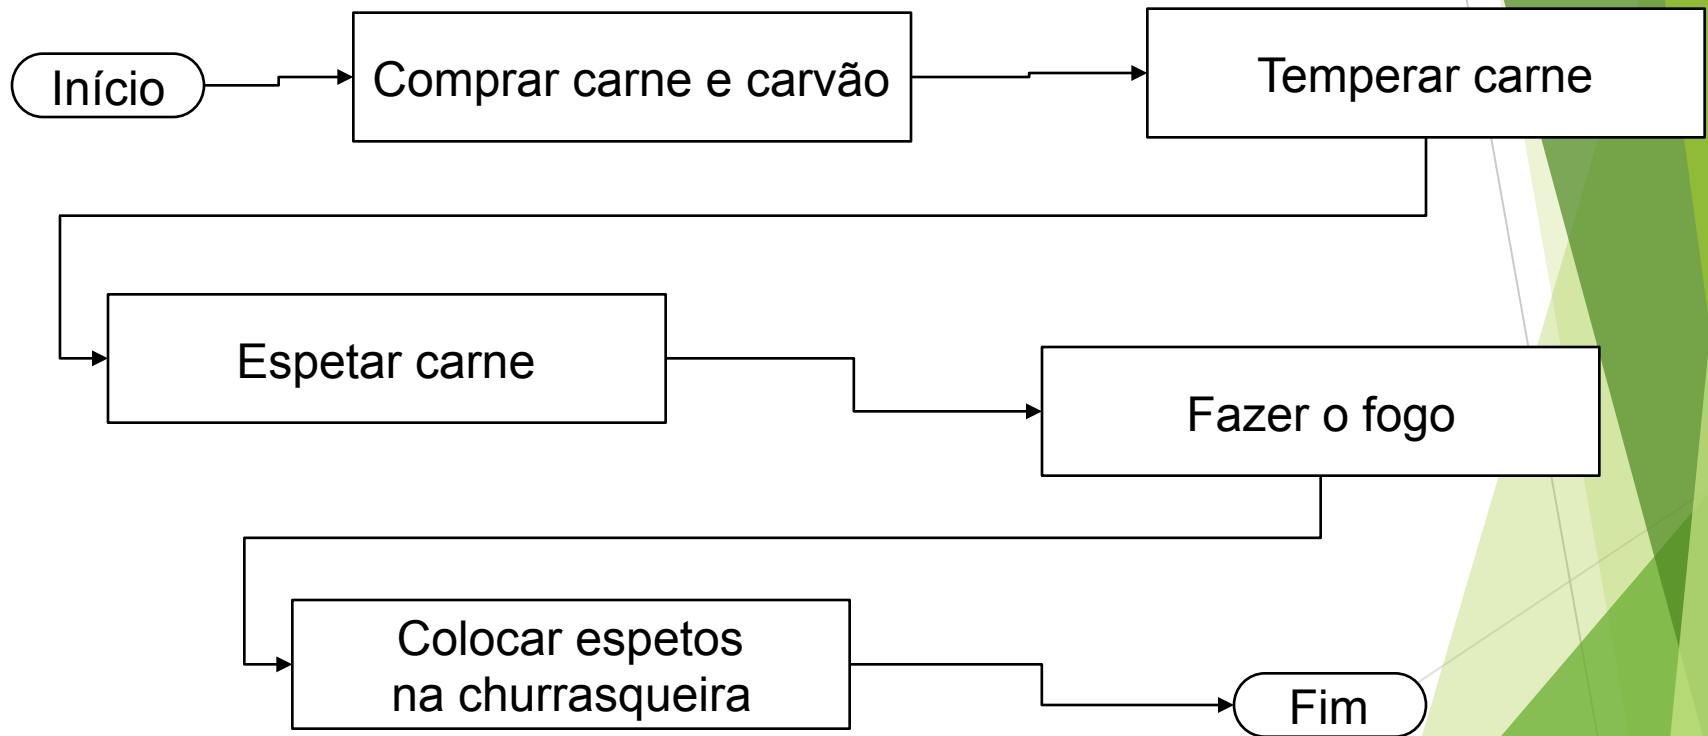 Início
Comprar carne e carvão
Temperar carne
Espetar carne
Fazer o fogo
Colocar espetos
na churrasqueira
Fim